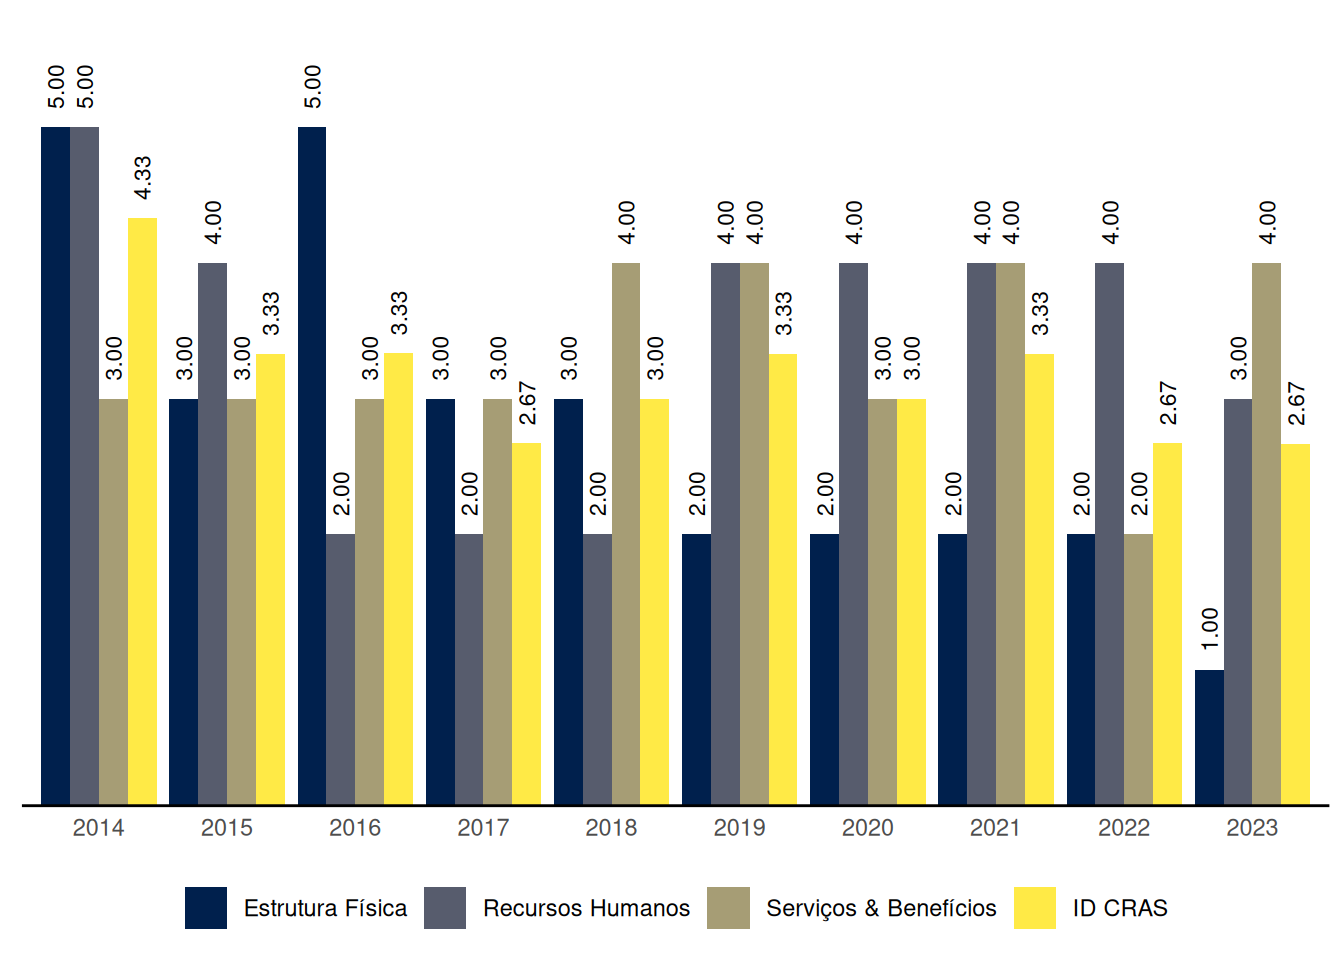 5.00 5.00 3.00 4.33 3.00 4.00 3.00 3.33 5.00 2.00 3.00 3.33 3.00 2.00 3.00 2.67 3.00 2.00 4.00 3.00 2.00 4.00 4.00 3.33 2.00 4.00 3.00 3.00 2.00 4.00 4.00 3.33 2.00 4.00 2.00 2.67 1.00 3.00 4.00 2.67
2014 2015 2016 2017 2018 2019 2020 2021 2022 2023
Estrutura Física Recursos Humanos Serviços & Benefícios ID CRAS